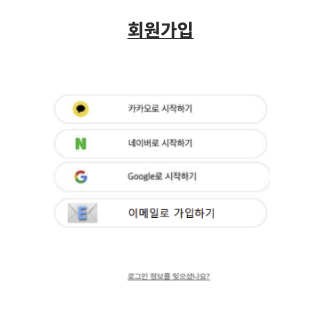 회원가입
카카오로 시작하기
N 네이버로 시작하기
G Google로 시작하기
E 이메일로 가입하기
로그인 정보를 잊으셨나요?